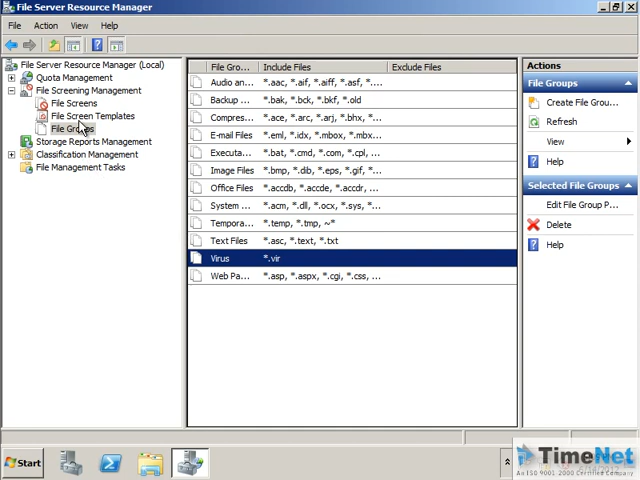 File Server Resource Manager
File Action View Help
File Server Resource Manager (Local)
Quota Management
File Screening Management
File Screens
File Screen Templates
File Groups
Storage Reports Management
Classification Management
File Management Tasks
File Gro... Include Files Exclude Files
Audio an... *.aac, *.aif, *.aiff, *.asf, *....
Backup ... *.bak, *.bck, *.bkf, *.old
Compres... *.ace, *.arc, *.arj, *.bhx, ...
E-mail Files *.eml, *.idx, *.mbox, *.mbx, ...
Executa... *.bat, *.cmd, *.com, *.cpl, ...
Image Files *.bmp, *.dib, *.eps, *.gif, *...
Office Files *.accdb, *.accde, *.accdr, ...
System ... *.acm, *.dll, *.ocx, *.sys, *...
Tempora... *.temp, *.tmp, ~*
Text Files *.asc, *.text, *.txt
Virus *.vir
Web Pa... *.asp, *.aspx, *.cgi, *.css, ...
Actions
File Groups
Create File Grou...
Refresh
View
Help
Selected File Groups
Edit File Group P...
Delete
Help
Start
TimeNet
An ISO 9001:2000 Certified Company